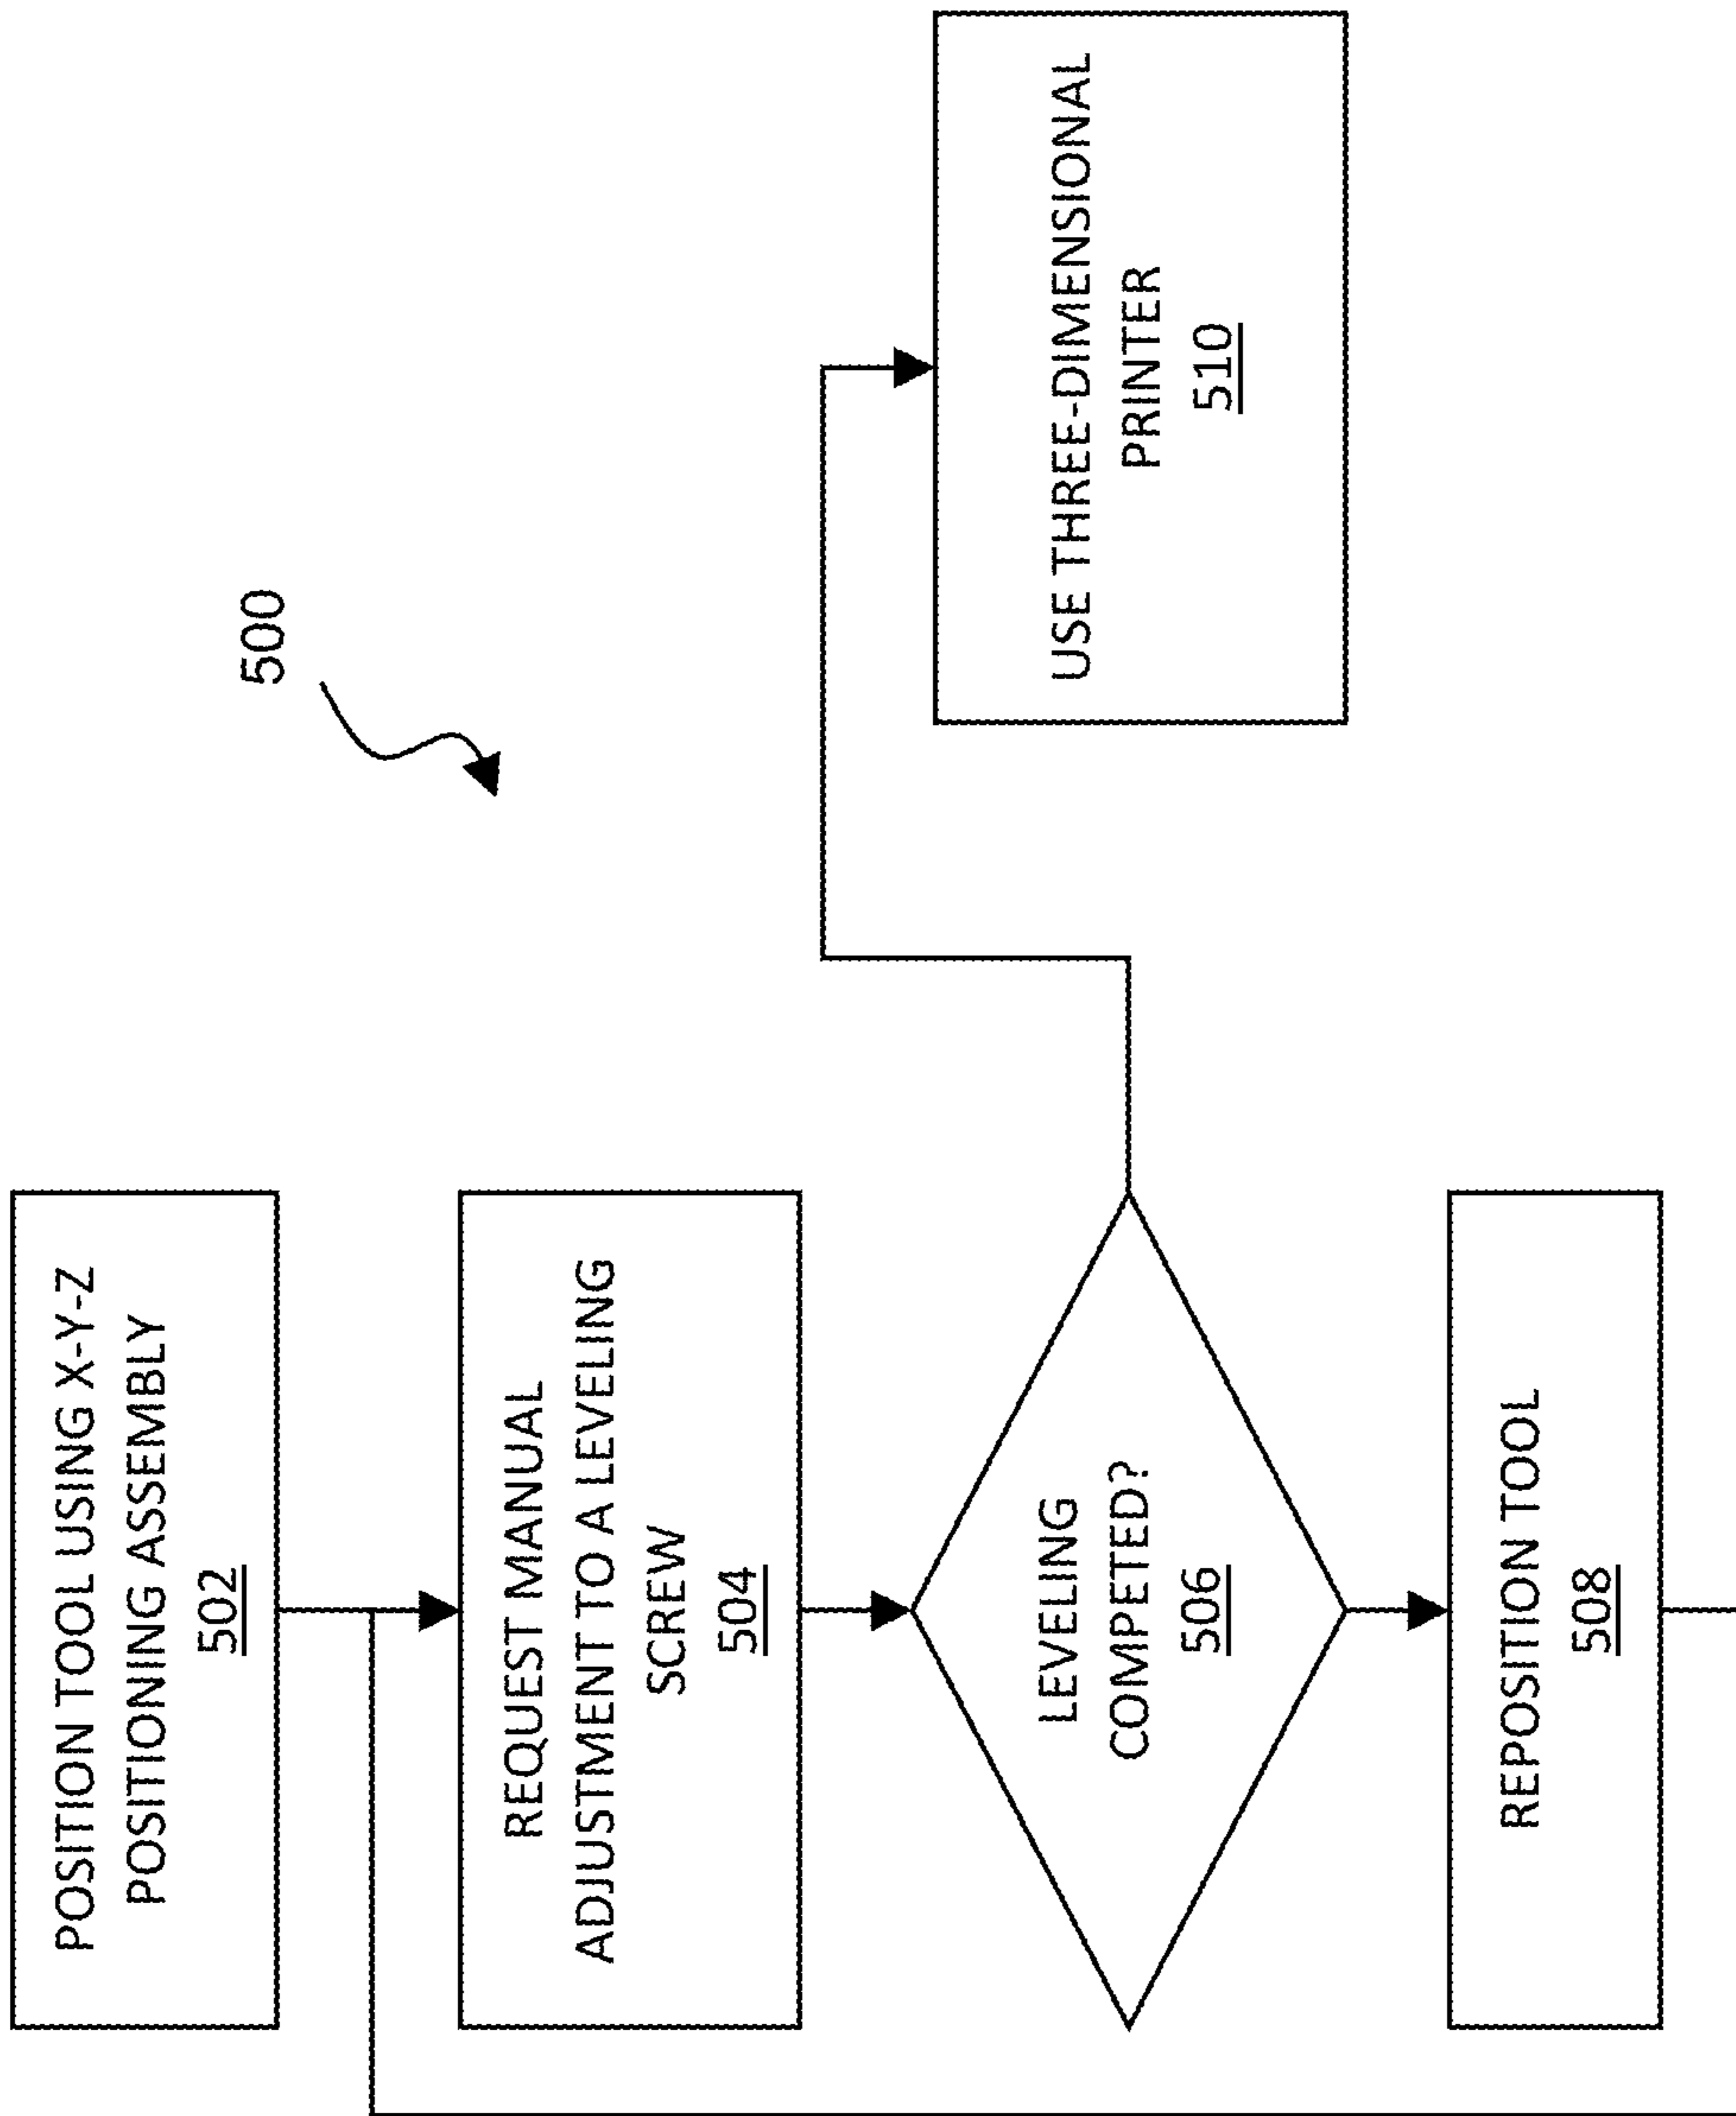 500
POSITION TOOL USING X-Y-Z
POSITIONING ASSEMBLY
502
REQUEST MANUAL
ADJUSTMENT TO A LEVELING
SCREW
504
LEVELING
COMPETED?
506
REPOSITION TOOL
508
USE THREE-DIMENSIONAL
PRINTER
510